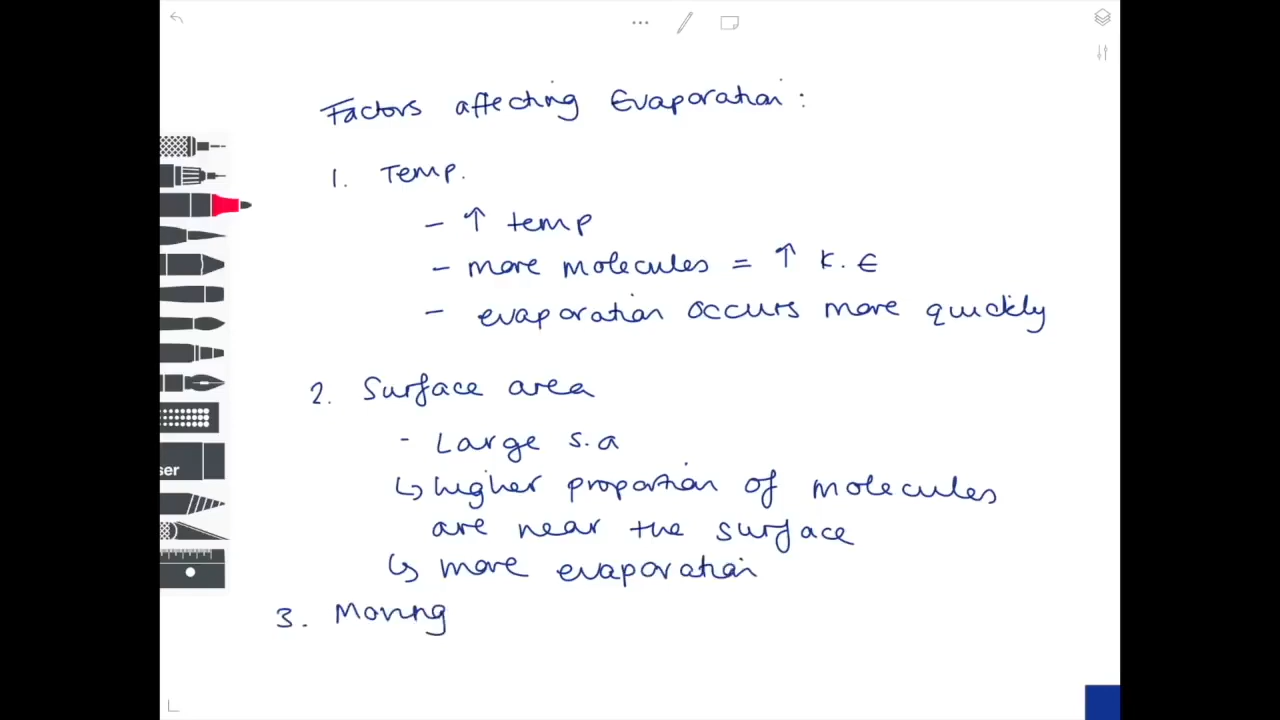 Factors affecting Evaporation:
1. Temp.
- ↑ temp
- more molecules = ↑ K.E
- evaporation occurs more quickly
2. Surface area
- Large s.a
↳ higher proportion of molecules
are near the surface
↳ more evaporation
3. Moving
ser